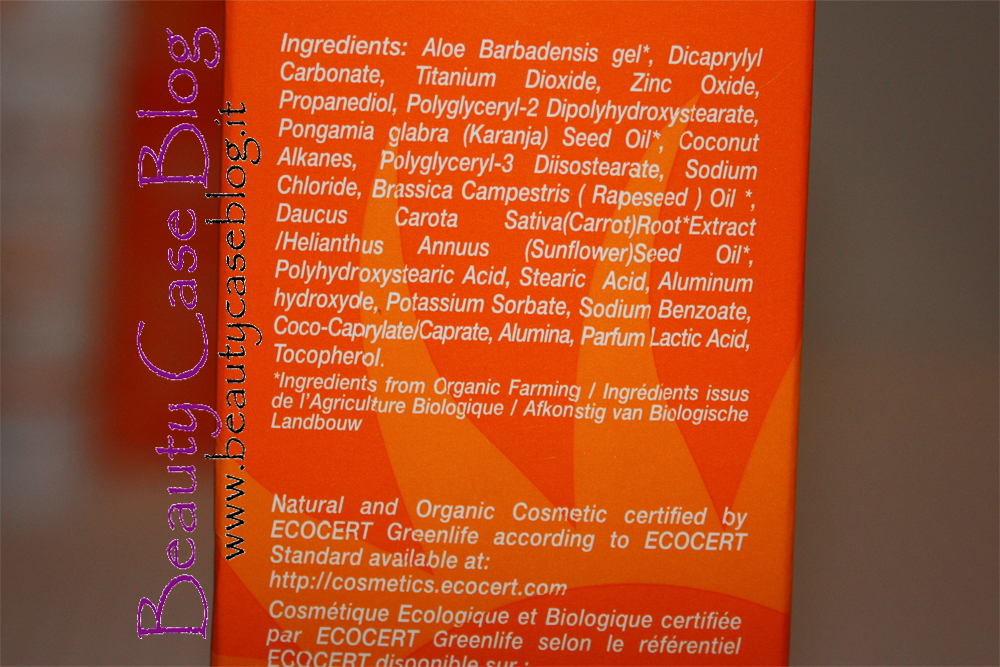 Ingredients: Aloe Barbadensis gel*, Dicaprylyl
Carbonate, Titanium Dioxide, Zinc Oxide,
Propanediol, Polyglyceryl-2 Dipolyhydroxystearate,
Pongamia glabra (Karanja) Seed Oil*, Coconut
Alkanes, Polyglyceryl-3 Diisostearate, Sodium
Chloride, Brassica Campestris ( Rapeseed ) Oil *,
Daucus Carota Sativa(Carrot)Root*Extract
/Helianthus Annuus (Sunflower)Seed Oil*,
Polyhydroxystearic Acid, Stearic Acid, Aluminum
hydroxyde, Potassium Sorbate, Sodium Benzoate,
Coco-Caprylate/Caprate, Alumina, Parfum Lactic Acid,
Tocopherol.
*Ingredients from Organic Farming / Ingrédients issus
de l'Agriculture Biologique / Afkonstig van Biologische
Landbouw
Natural and Organic Cosmetic certified by
ECOCERT Greenlife according to ECOCERT
Standard available at:
http://cosmetics.ecocert.com
Cosmétique Ecologique et Biologique certifiée
par ECOCERT Greenlife selon le référentiel
ECOCERT disponible sur :
Beauty Case Blog
www.beautycaseblog.it